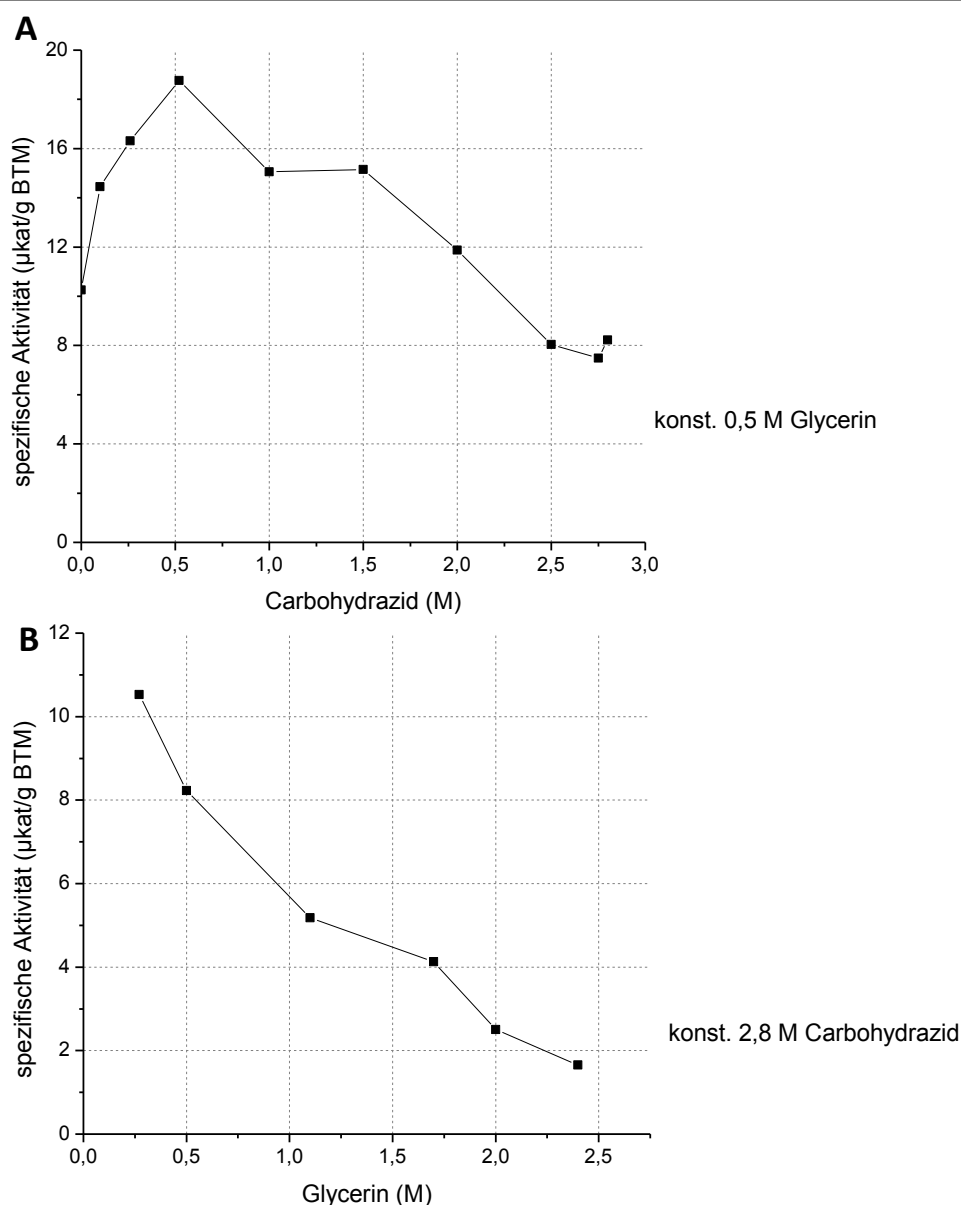 A
spezifische Aktivität (µkat/g BTM)
20
16
12
8
4
0
0,0 0,5 1,0 1,5 2,0 2,5 3,0
Carbohydrazid (M)
konst. 0,5 M Glycerin
B
spezifische Aktivität (µkat/g BTM)
12
10
8
6
4
2
0
0,0 0,5 1,0 1,5 2,0 2,5
Glycerin (M)
konst. 2,8 M Carbohydrazid